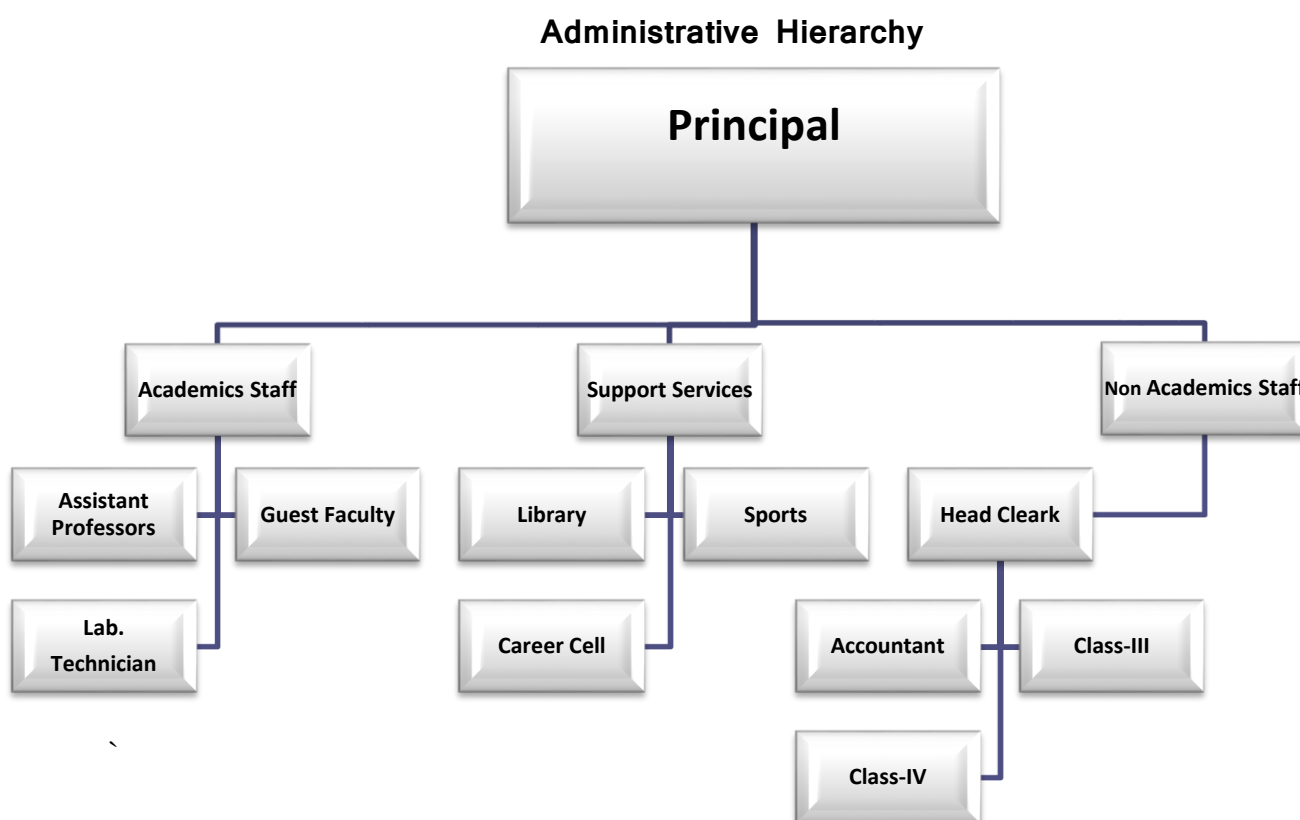 Administrative Hierarchy
Principal
Academics Staff
Support Services
Non Academics Staff
Assistant
Professors
Guest Faculty
Library
Sports
Head Cleark
Lab.
Technician
Career Cell
Accountant
Class-III
`
Class-IV